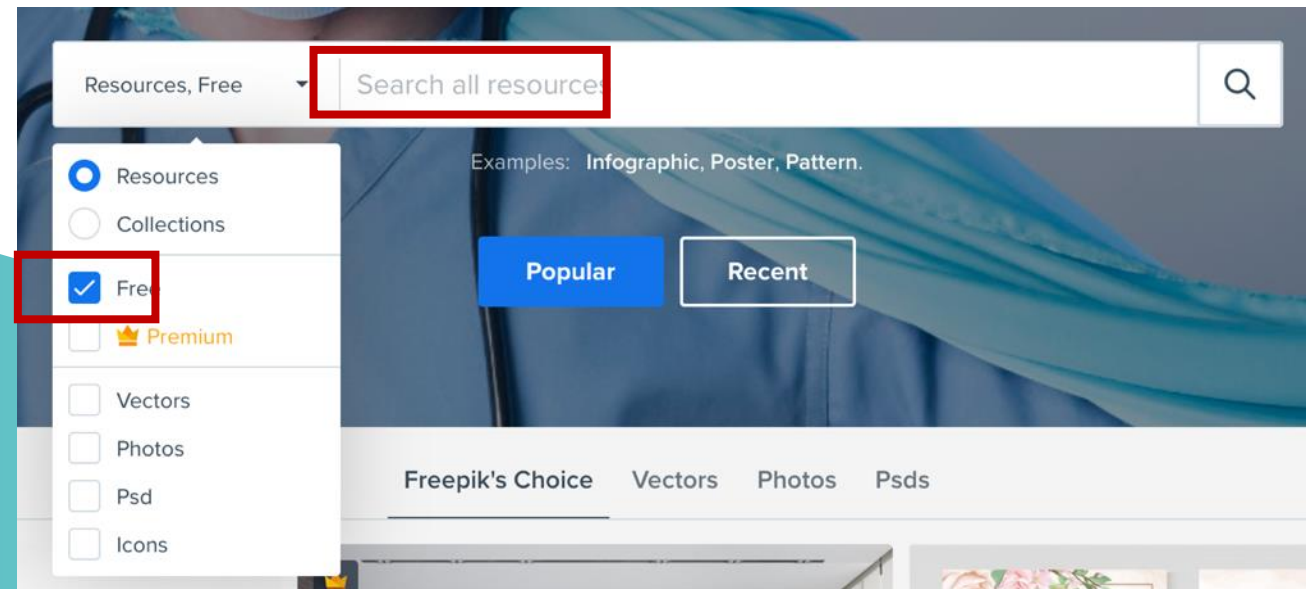 Resources, Free
Search all resources
Examples: Infographic, Poster, Pattern.
Resources
Collections
Free
Premium
Vectors
Photos
Psd
Icons
Popular
Recent
Freepik's Choice
Vectors
Photos
Psds